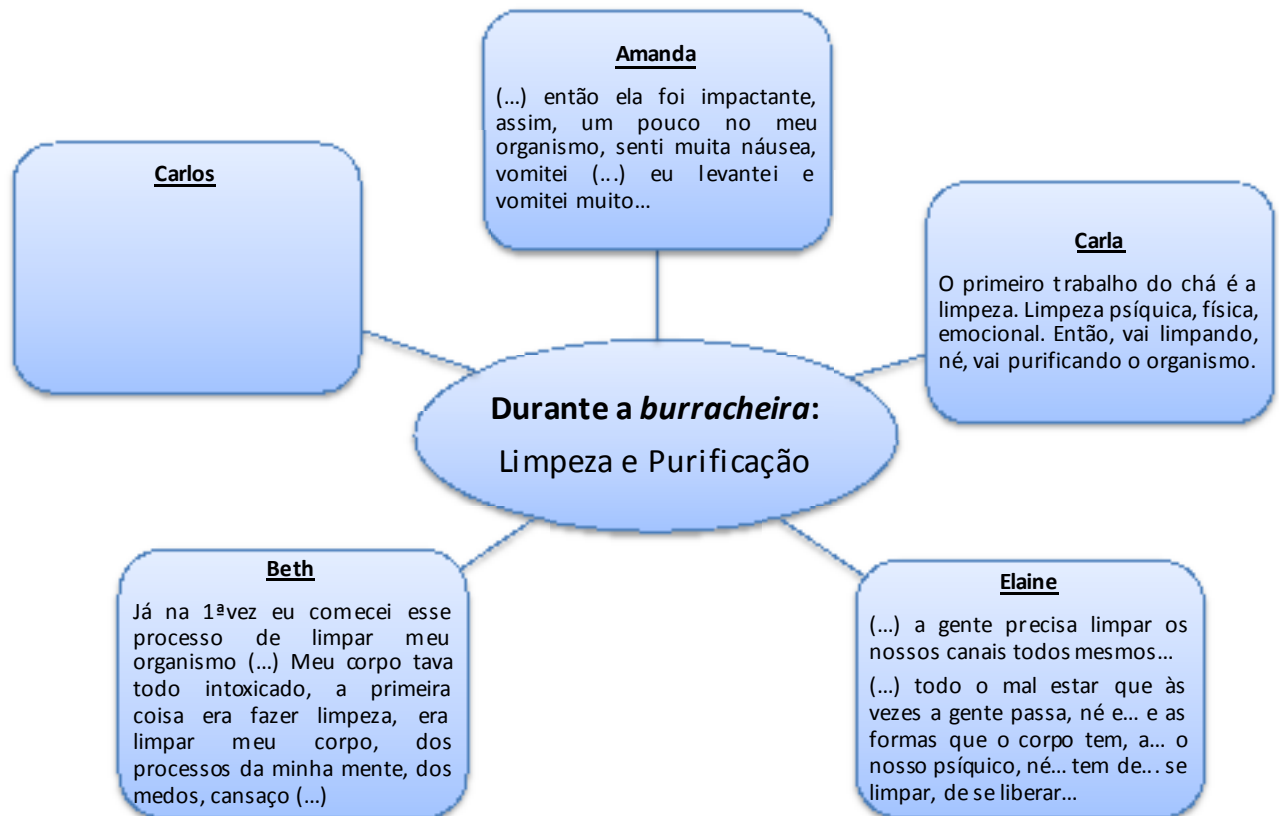 Amanda
(...) então ela foi impactante,
assim, um pouco no meu
organismo, senti muita náusea,
vomitei (...) eu levantei e
vomitei muito...
Carlos
Carla
O primeiro trabalho do chá é a
limpeza. Limpeza psíquica, física,
emocional. Então, vai limpando,
né, vai purificando o organismo.
Durante a burracheira:
Limpeza e Purificação
Beth
Já na 1ªvez eu comecei esse
processo de limpar meu
organismo (...) Meu corpo tava
todo intoxicado, a primeira
coisa era fazer limpeza, era
limpar meu corpo, dos
processos da minha mente, dos
medos, cansaço (...)
Elaine
(...) a gente precisa limpar os
nossos canais todos mesmos...
(...) todo o mal estar que às
vezes a gente passa, né e... e as
formas que o corpo tem, a... o
nosso psíquico, né... tem de... se
limpar, de se liberar...